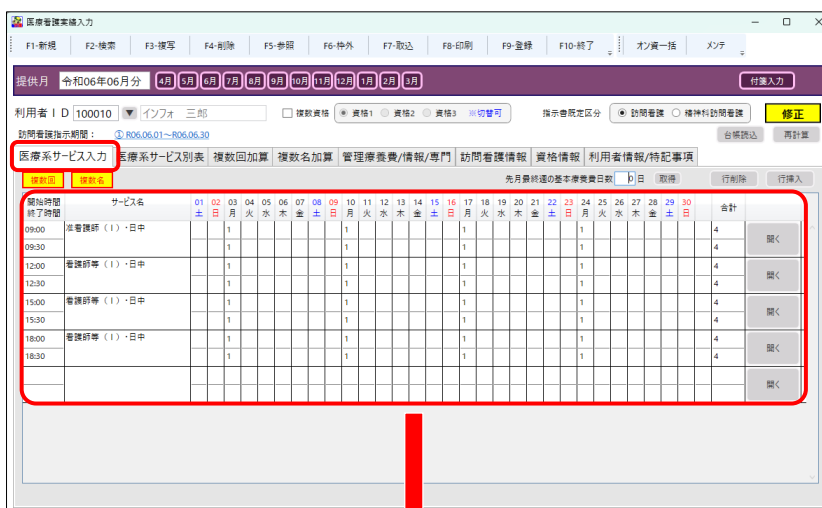 医療看護実績入力
F1-新規 F2-検索 F3-複写 F4-削除 F5-参照 F6-枠外 F7-取込 F8-印刷 F9-登録 F10-終了 オン資一括 メンテ
提供月 令和06年06月分 4月 5月 6月 7月 8月 9月 10月 11月 12月 1月 2月 3月 付箋入力
利用者ID 100010 ▼ インフォ 三郎 複数資格 資格1 資格2 資格3 ※切替可 指示書既定区分 訪問看護 精神科訪問看護 修正
訪問看護指示期間: ① R06.06.01~R06.06.30 台帳読込 再計算
医療系サービス入力 医療系サービス別表 複数回加算 複数名加算 管理療養費/情報/専門 訪問看護情報 資格情報 利用者情報/特記事項
複数回 複数名 先月最終週の基本療養費日数 0 日 取得 行削除 行挿入
開始時間 サービス名 01 02 03 04 05 06 07 08 09 10 11 12 13 14 15 16 17 18 19 20 21 22 23 24 25 26 27 28 29 30 合計
終了時間 土 日 月 火 水 木 金 土 日 月 火 水 木 金 土 日 月 火 水 木 金 土 日 月 火 水 木 金 土 日
09:00 准看護師(Ⅰ)・日中 1 1 1 1 4 開く
09:30 1 1 1 1 4
12:00 看護師等(Ⅰ)・日中 1 1 1 1 4 開く
12:30 1 1 1 1 4
15:00 看護師等(Ⅰ)・日中 1 1 1 1 4 開く
15:30 1 1 1 1 4
18:00 看護師等(Ⅰ)・日中 1 1 1 1 4 開く
18:30 1 1 1 1 4
開く